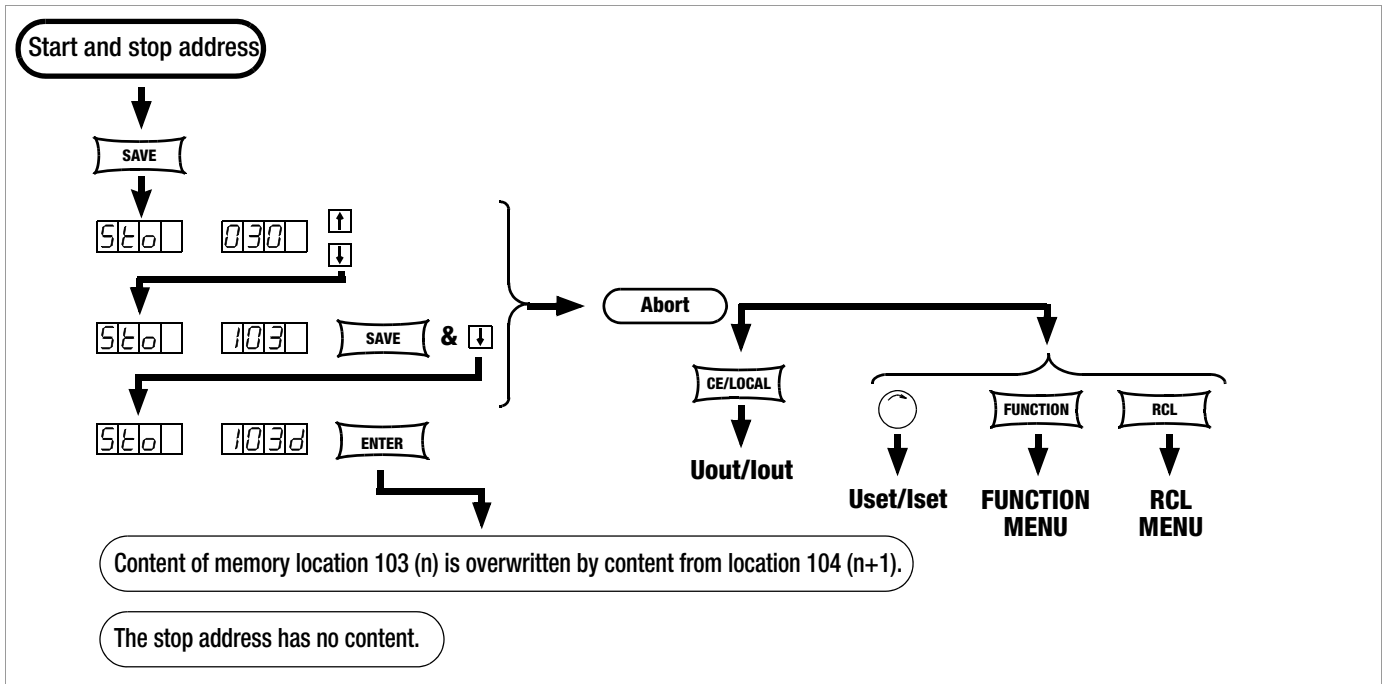 Start and stop address
SAVE
Sto 030 ↑
↓
Sto 103 SAVE & ↓
Sto 103d ENTER
Abort
CE/LOCAL
Uout/Iout
FUNCTION
RCL
Uset/Iset
FUNCTION
MENU
RCL
MENU
Content of memory location 103 (n) is overwritten by content from location 104 (n+1).
The stop address has no content.